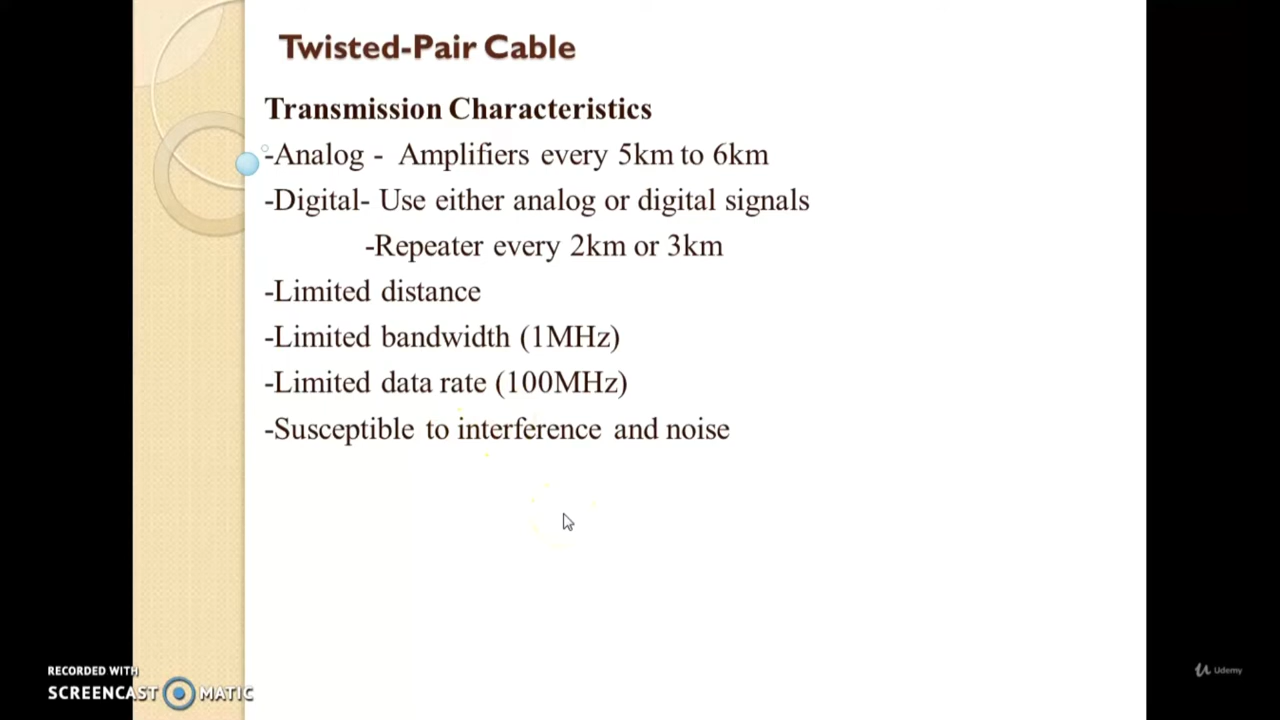 Twisted-Pair Cable
Transmission Characteristics
-Analog - Amplifiers every 5km to 6km
-Digital- Use either analog or digital signals
-Repeater every 2km or 3km
-Limited distance
-Limited bandwidth (1MHz)
-Limited data rate (100MHz)
-Susceptible to interference and noise
RECORDED WITH
SCREENCAST MATIC
Udemy